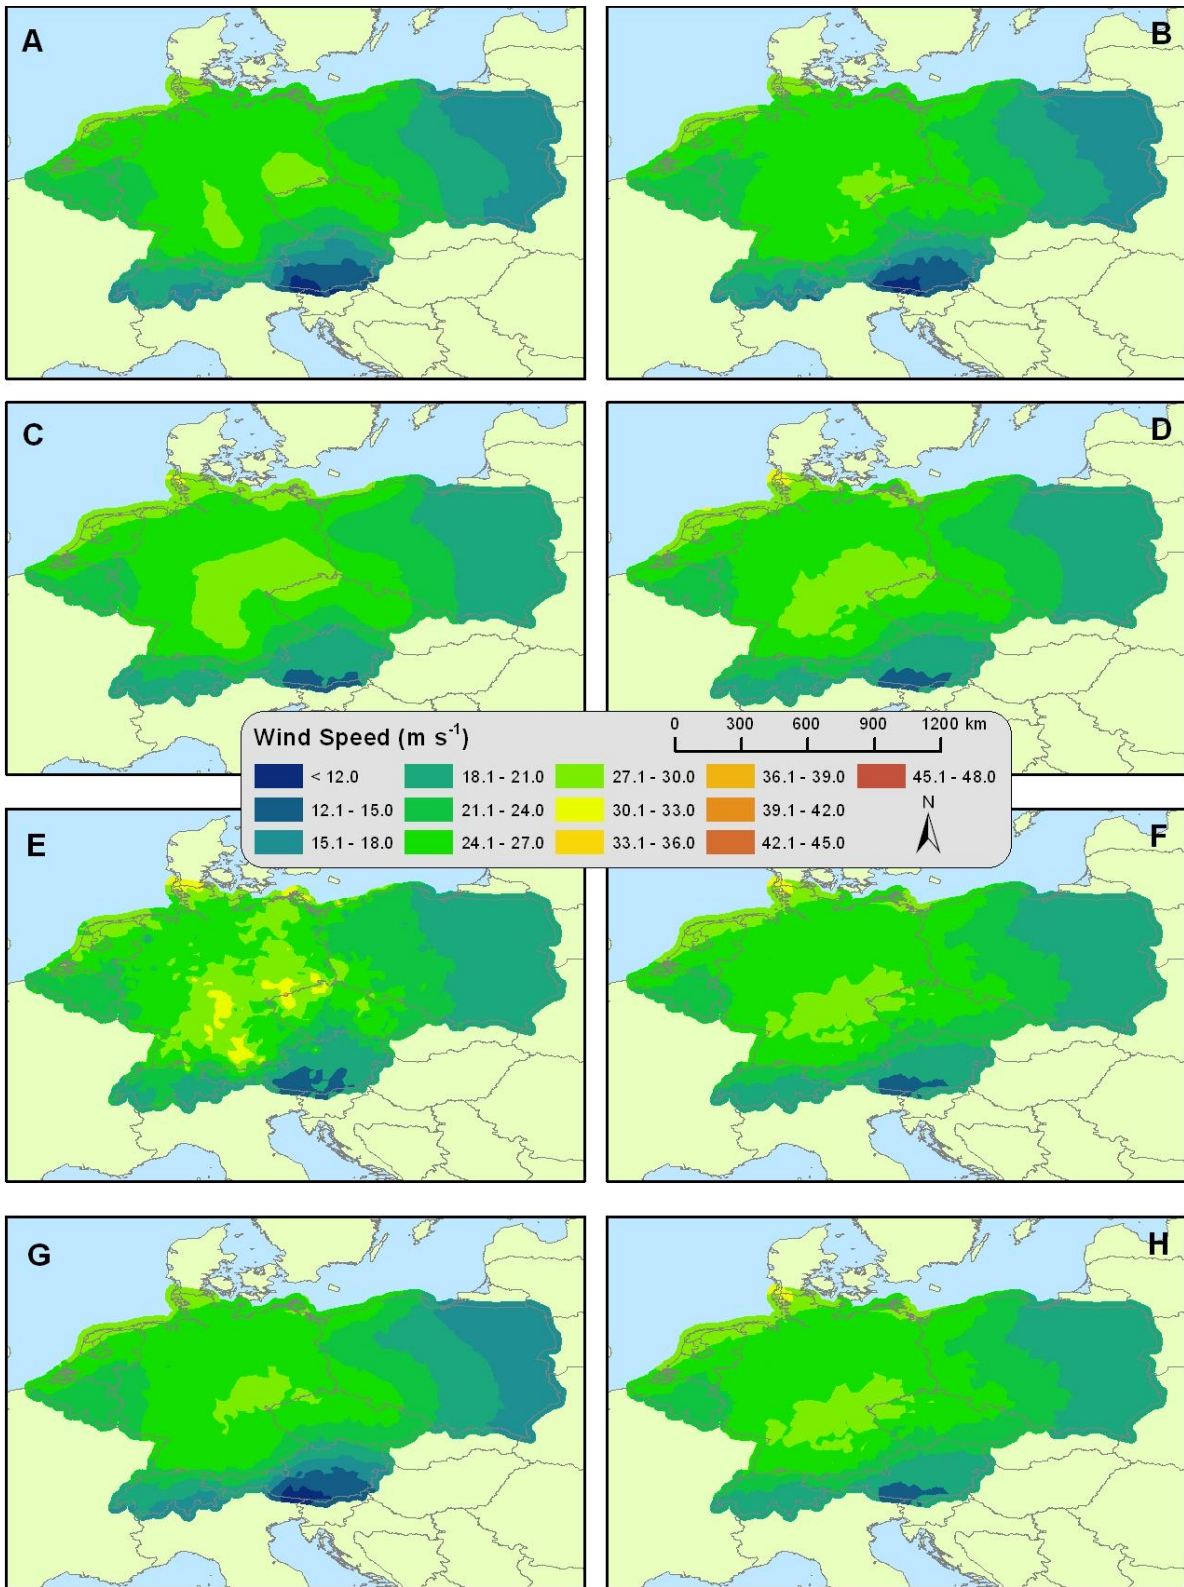 A
B
C
D
Wind Speed (m s-1)
0 300 600 900 1200 km
< 12.0
18.1 - 21.0
27.1 - 30.0
36.1 - 39.0
45.1 - 48.0
12.1 - 15.0
21.1 - 24.0
30.1 - 33.0
39.1 - 42.0
N
15.1 - 18.0
24.1 - 27.0
33.1 - 36.0
42.1 - 45.0
E
F
G
H